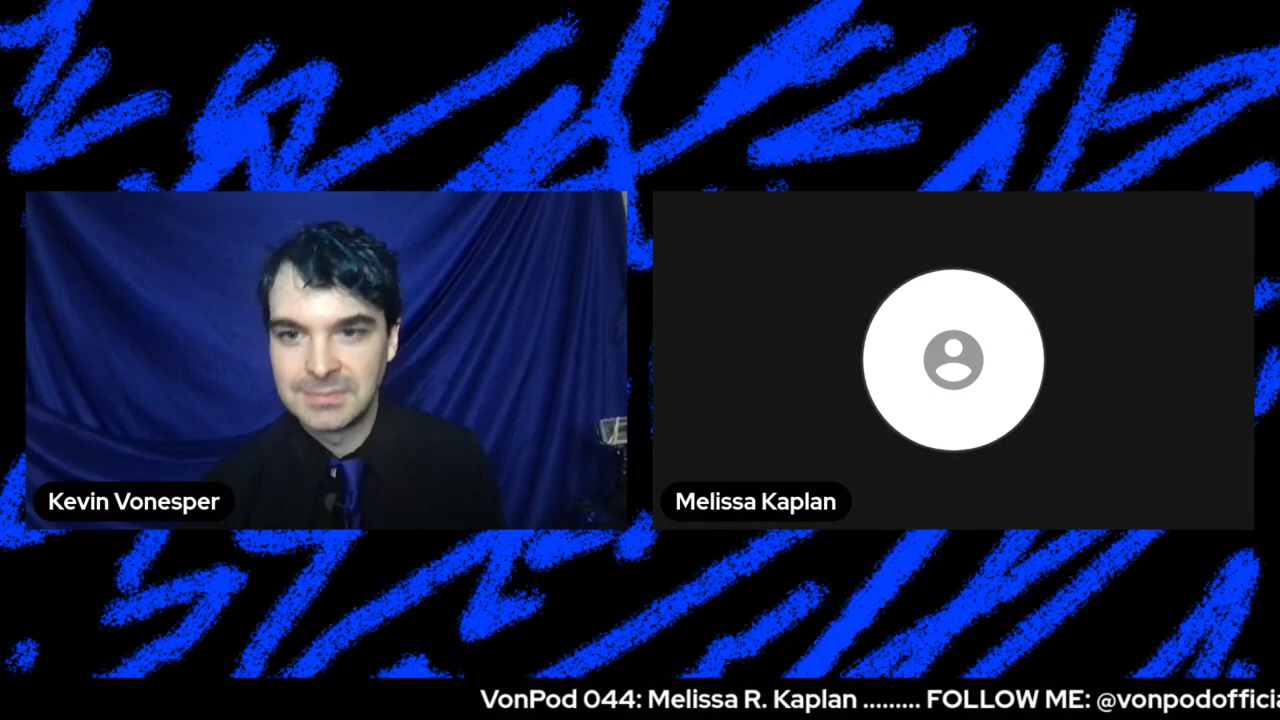 Kevin Vonesper
Melissa Kaplan
VonPod 044: Melissa R. Kaplan ......... FOLLOW ME: @vonpodoffici